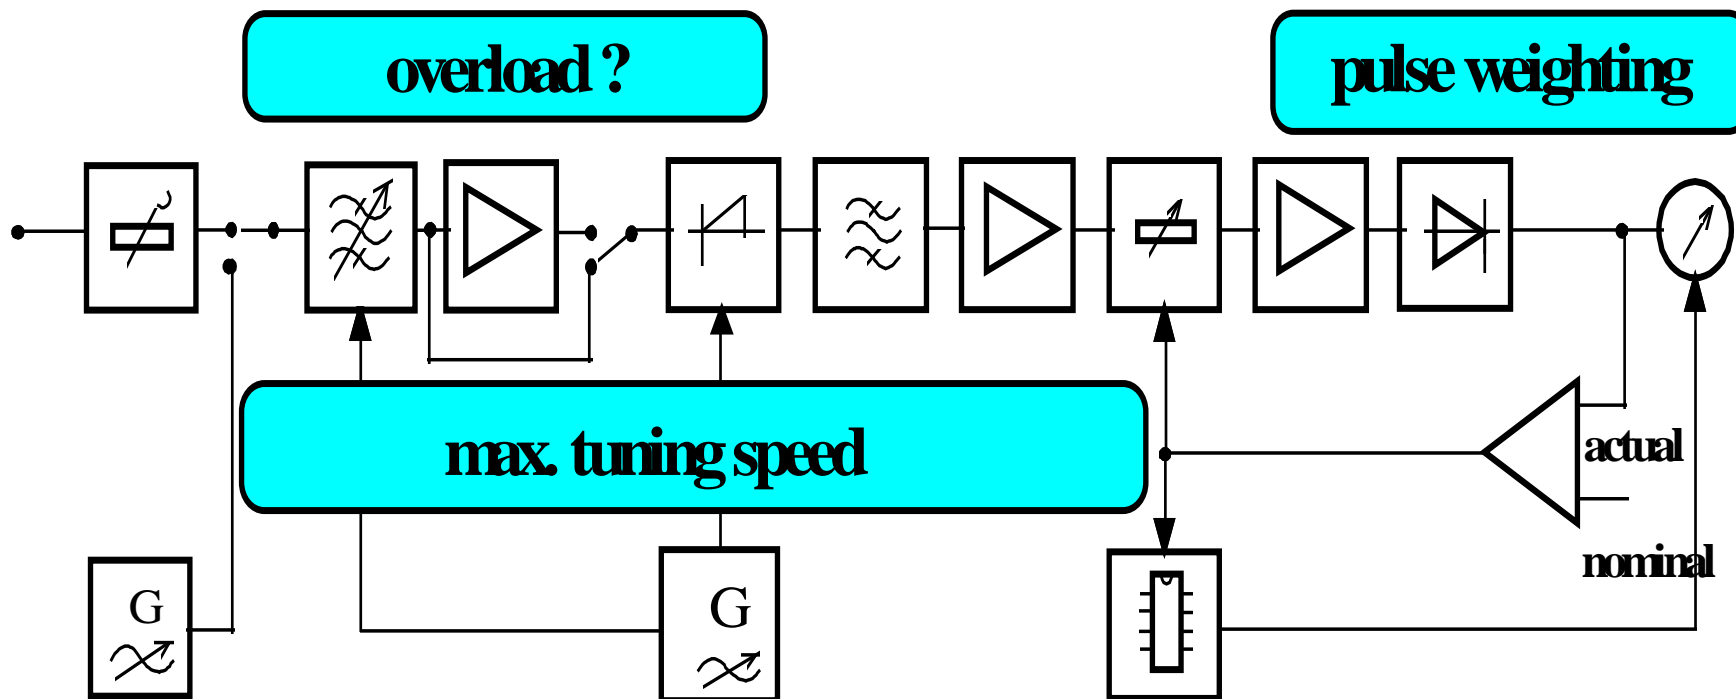 overload ?
pulse weighting
max. tuning speed
actual
nominal
G
G